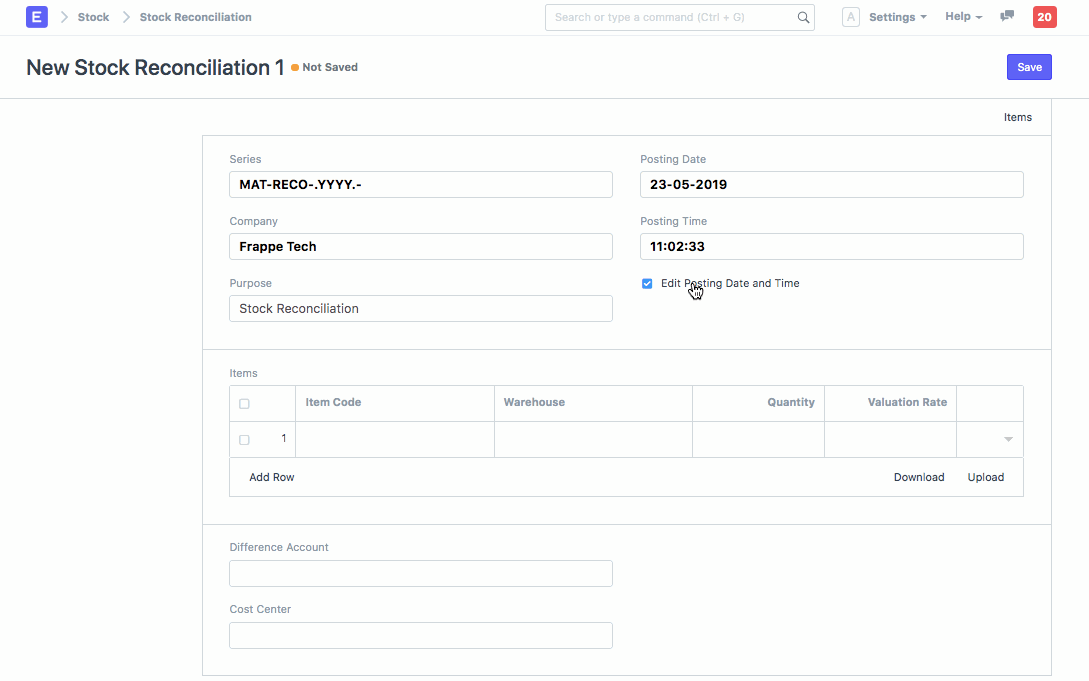 E Stock Stock Reconciliation Search or type a command (Ctrl + G) A Settings Help 20
New Stock Reconciliation 1 Not Saved Save
Items
Series
MAT-RECO-.YYYY.-
Posting Date
23-05-2019
Company
Frappe Tech
Posting Time
11:02:33
Purpose
Stock Reconciliation
Edit Posting Date and Time
Items
Item Code Warehouse Quantity Valuation Rate
1
Add Row Download Upload
Difference Account
Cost Center